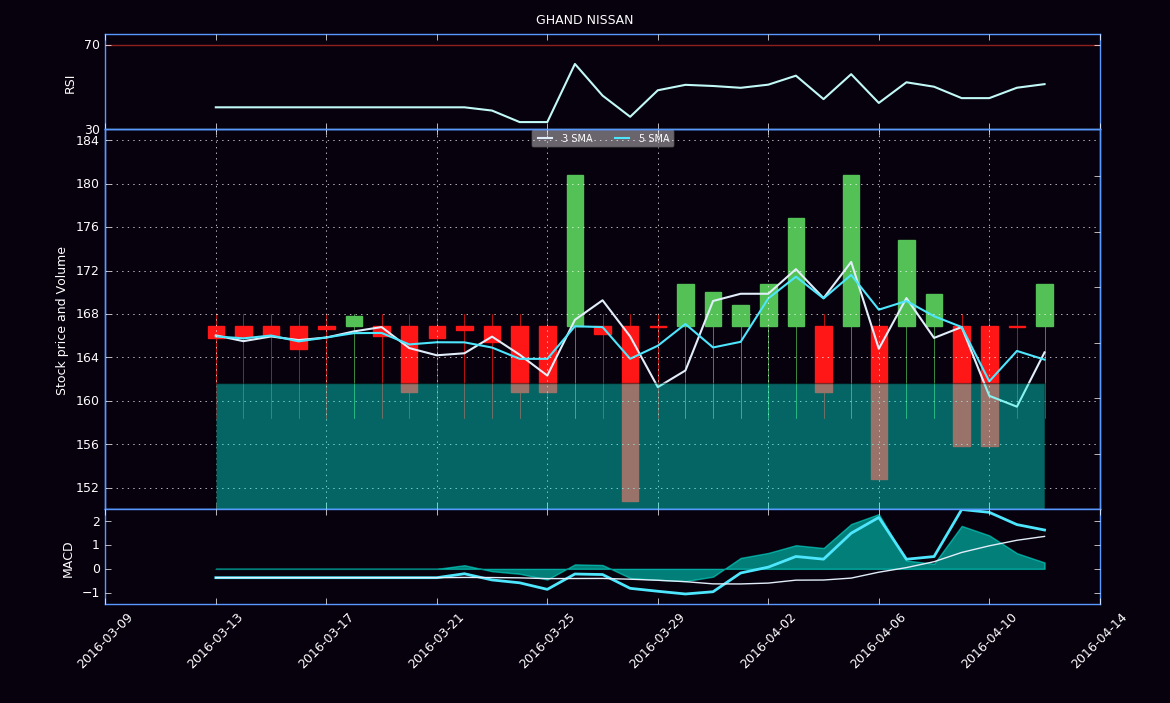 GHAND NISSAN
70
RSI
30
3 SMA 5 SMA
184
180
176
172
168
164
160
156
152
Stock price and Volume
2
1
0
−1
MACD
2016-03-09 2016-03-13 2016-03-17 2016-03-21 2016-03-25 2016-03-29 2016-04-02 2016-04-06 2016-04-10 2016-04-14